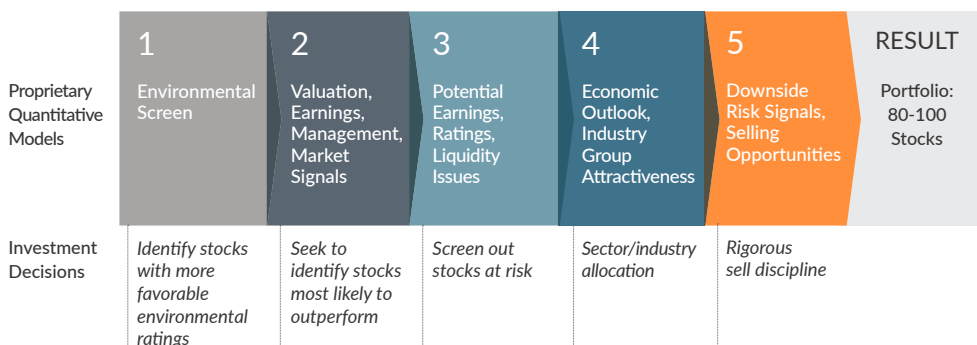 Proprietary
Quantitative
Models
1
Environmental
Screen
2
Valuation,
Earnings,
Management,
Market
Signals
3
Potential
Earnings,
Ratings,
Liquidity
Issues
4
Economic
Outlook,
Industry
Group
Attractiveness
5
Downside
Risk Signals,
Selling
Opportunities
RESULT
Portfolio:
80-100
Stocks
Investment
Decisions
Identify stocks
with more
favorable
environmental
ratings
Seek to
identify stocks
most likely to
outperform
Screen out
stocks at risk
Sector/industry
allocation
Rigorous
sell discipline